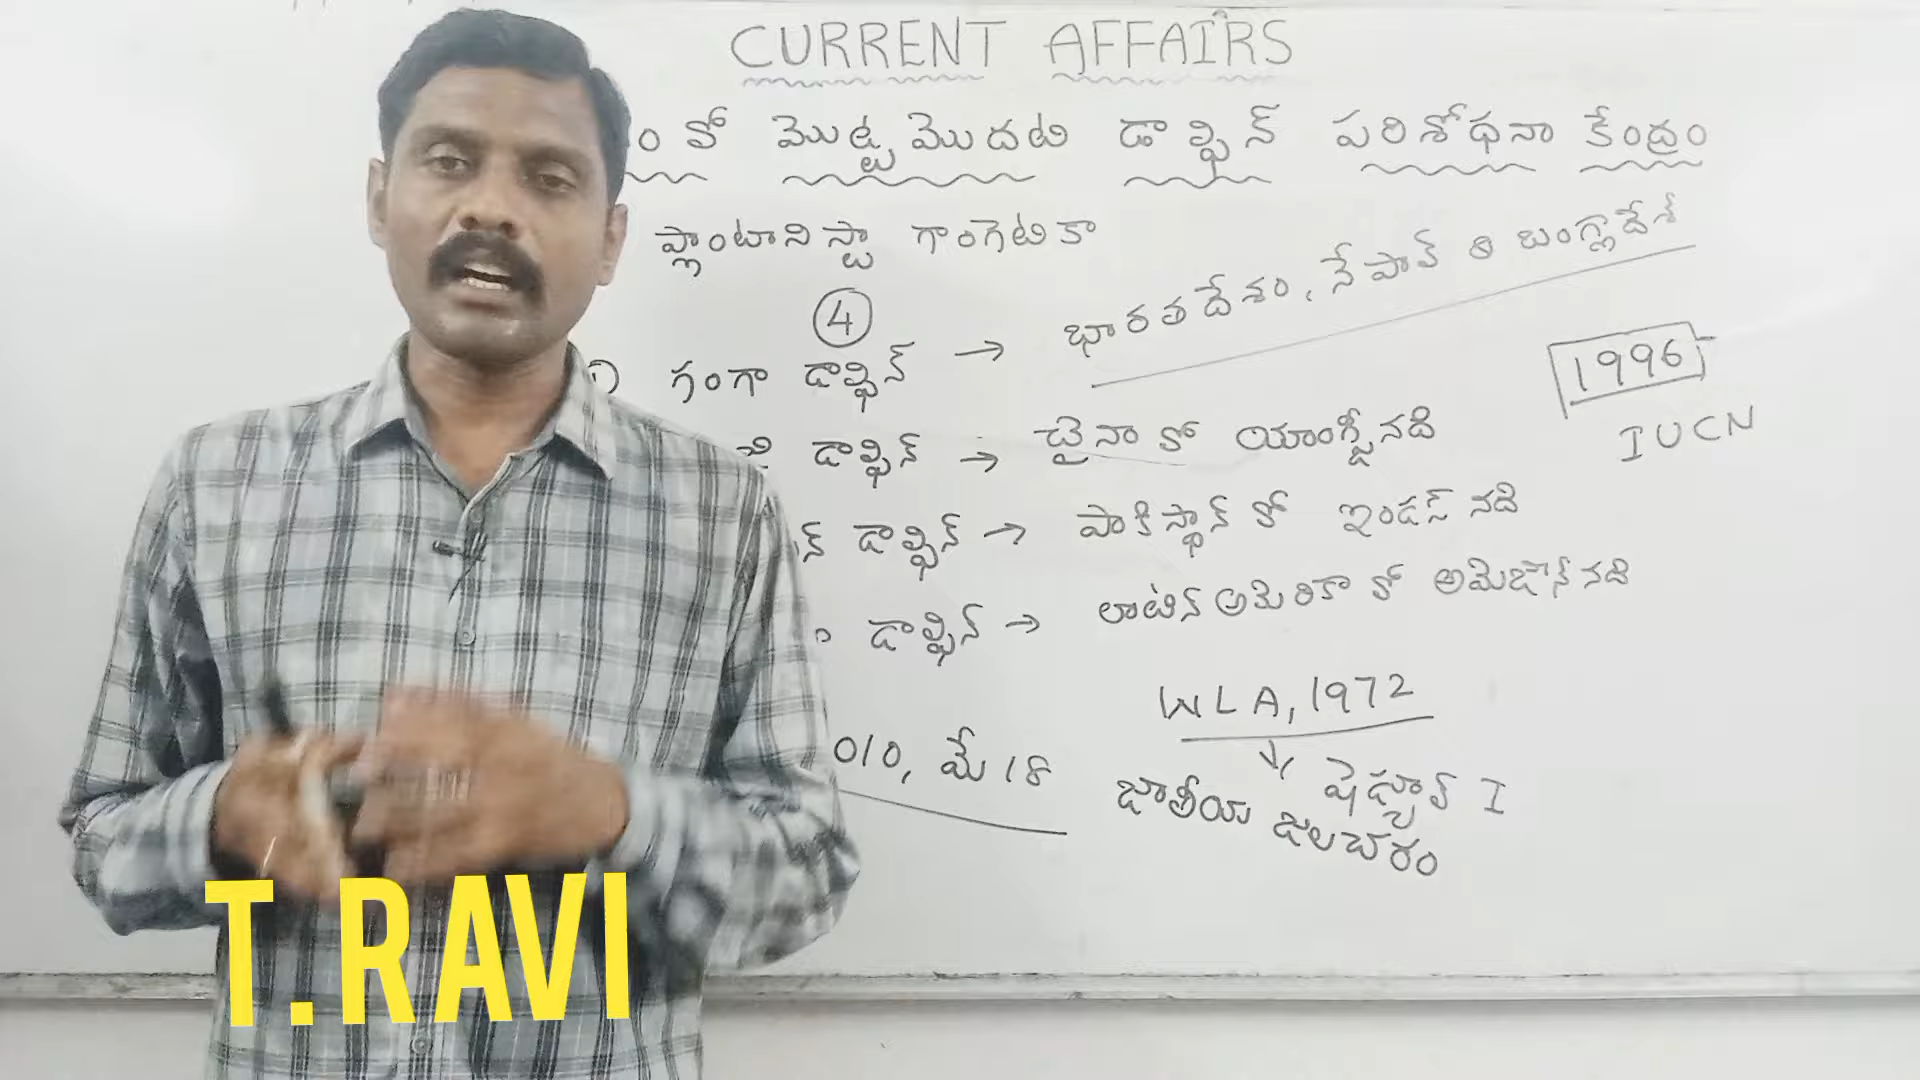 CURRENT AFFAIRS
లో మొట్టమొదటి డాల్ఫిన్ పరిశోధనా కేంద్రం
ప్లాంటానిస్టా గాంగెటికా
4
గంగా డాల్ఫిన్ → భారతదేశం, నేపాల్ & బంగ్లాదేశ్
1996
IUCN
డాల్ఫిన్ → చైనా లో యాంగ్జీ నది
డాల్ఫిన్ → పాకిస్థాన్ లో ఇండస్ నది
డాల్ఫిన్ → లాటిన్ అమెరికా లో అమెజాన్ నది
WLA, 1972
010, మే 18
షెడ్యూల్ I
జాతీయ జలచరం
T. RAVI